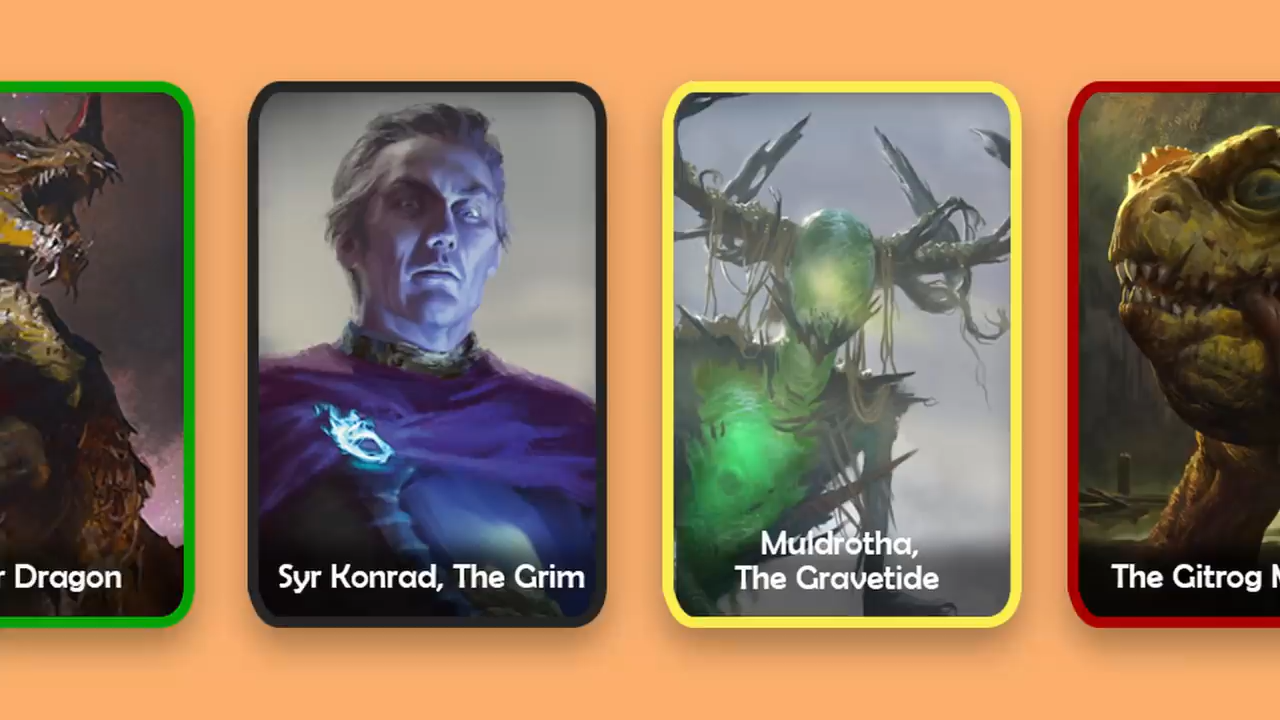 Dragon
Syr Konrad, The Grim
Muldrotha,
The Gravetide
The Gitrog